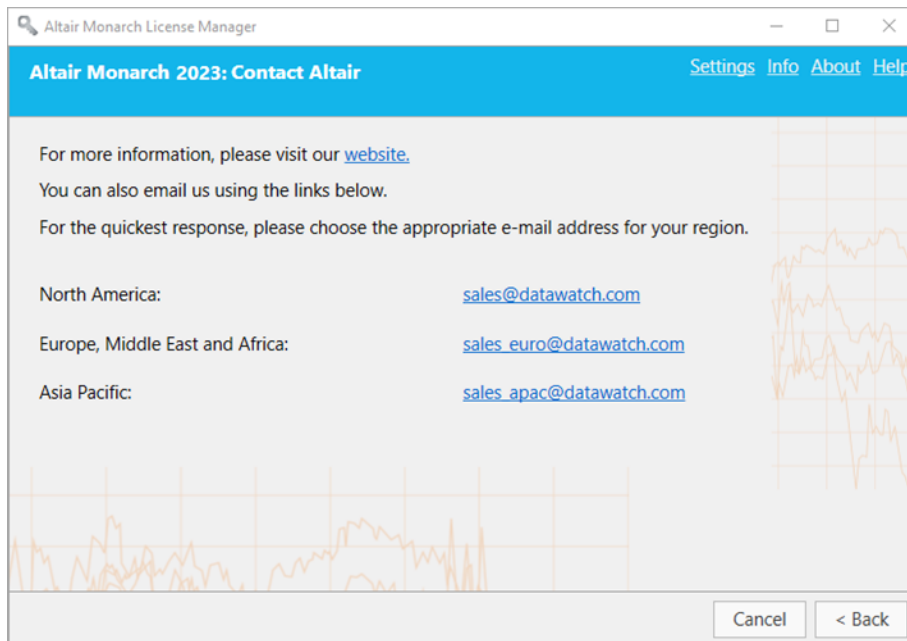 Altair Monarch License Manager
Altair Monarch 2023: Contact Altair
Settings Info About Help
For more information, please visit our website.
You can also email us using the links below.
For the quickest response, please choose the appropriate e-mail address for your region.
North America: sales@datawatch.com
Europe, Middle East and Africa: sales_euro@datawatch.com
Asia Pacific: sales_apac@datawatch.com
Cancel < Back